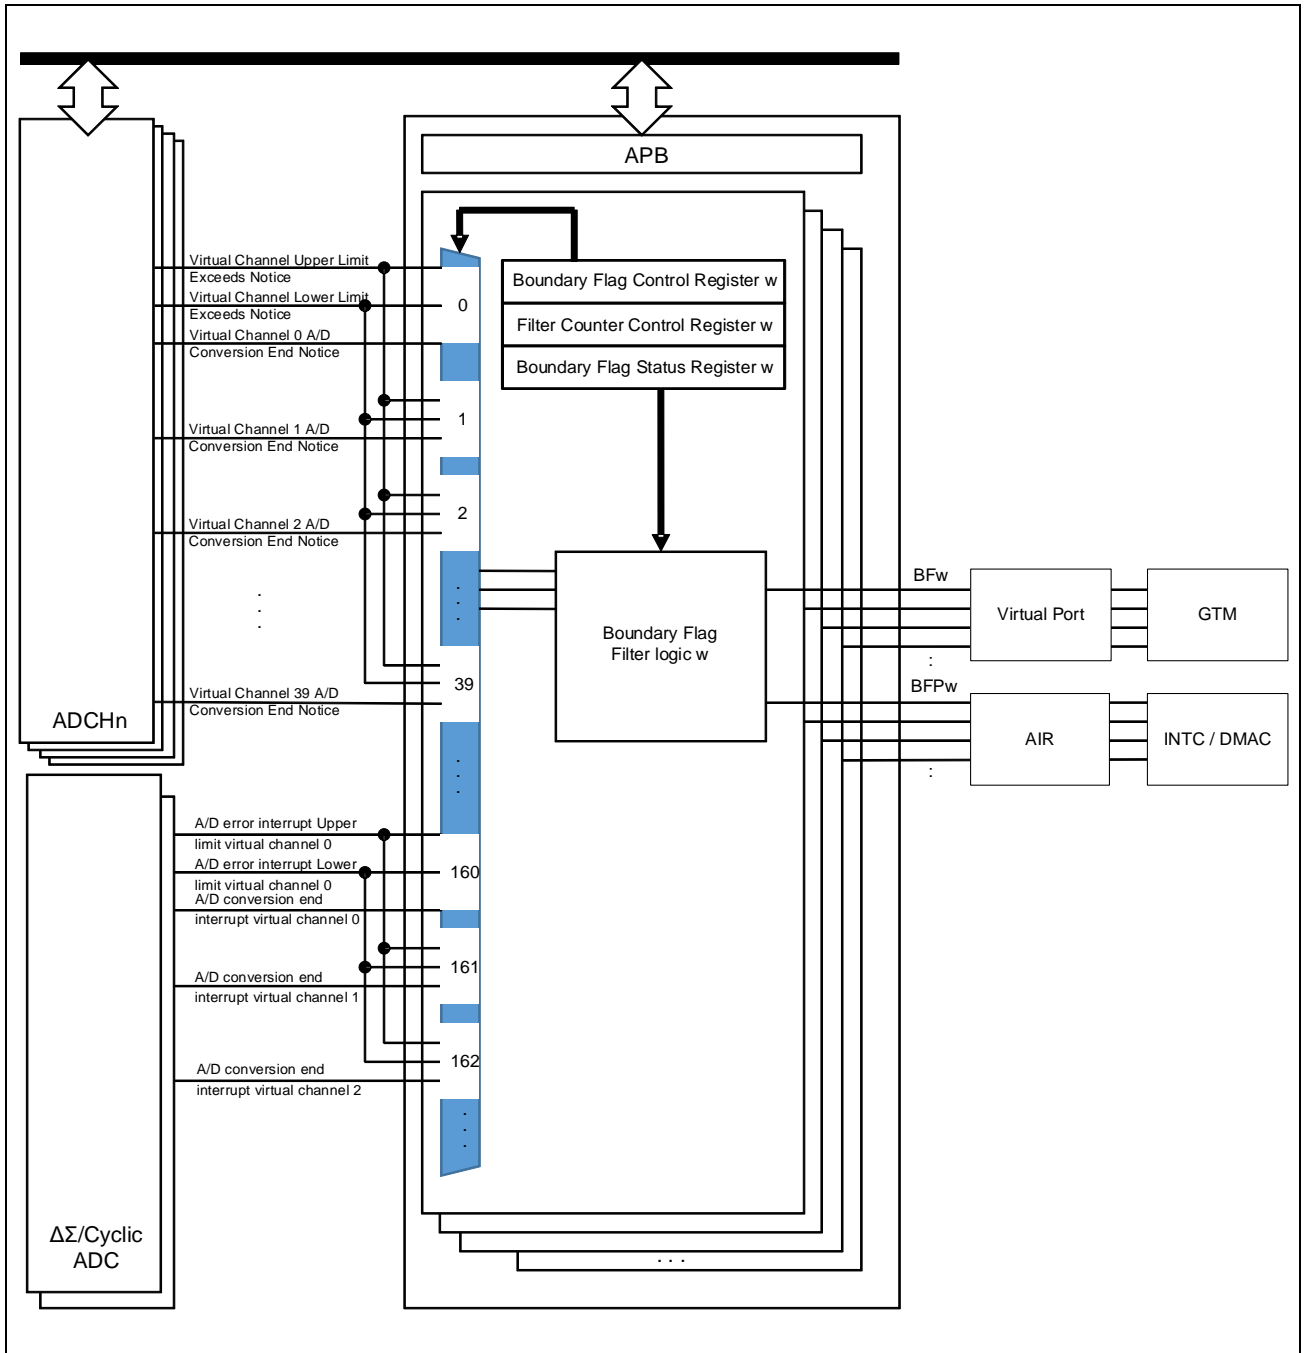 APB
Virtual Channel Upper Limit
Exceeds Notice
Virtual Channel Lower Limit
Exceeds Notice
Virtual Channel 0 A/D
Conversion End Notice
Virtual Channel 1 A/D
Conversion End Notice
Virtual Channel 2 A/D
Conversion End Notice
. . .
Virtual Channel 39 A/D
Conversion End Notice
ADCHn
0
1
2
. . .
39
. . .
160
161
162
. . .
Boundary Flag Control Register w
Filter Counter Control Register w
Boundary Flag Status Register w
Boundary Flag
Filter logic w
BFw
:
BFPw
:
Virtual Port
GTM
AIR
INTC / DMAC
A/D error interrupt Upper
limit virtual channel 0
A/D error interrupt Lower
limit virtual channel 0
A/D conversion end
interrupt virtual channel 0
A/D conversion end
interrupt virtual channel 1
A/D conversion end
interrupt virtual channel 2
ΔΣ/Cyclic
ADC
. . .